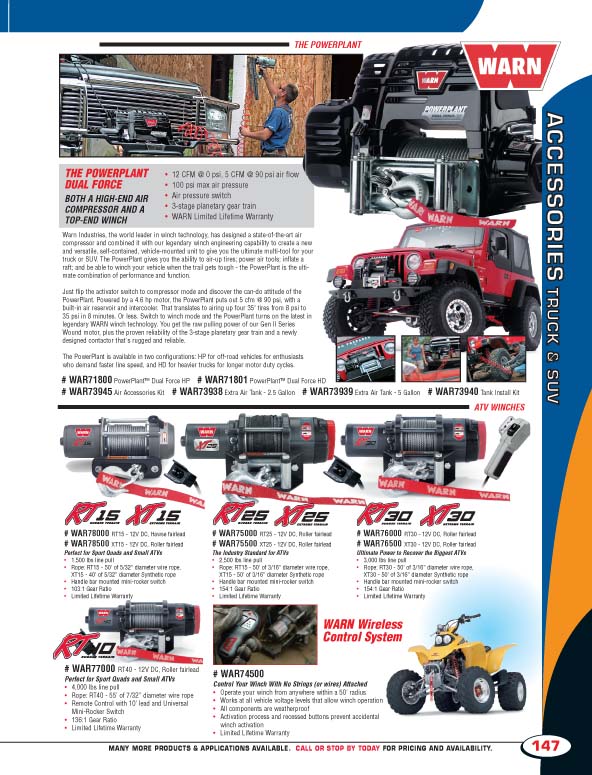 THE POWERPLANT
WARN
WARN
POWERPLANT
WARN
WARN
THE POWERPLANT
DUAL FORCE
BOTH A HIGH-END AIR
COMPRESSOR AND A
TOP-END WINCH
• 12 CFM @ 0 psi, 5 CFM @ 90 psi air flow
• 100 psi max air pressure
• Air pressure switch
• 3-stage planetary gear train
• WARN Limited Lifetime Warranty
Warn Industries, the world leader in winch technology, has designed a state-of-the-art air
compressor and combined it with our legendary winch engineering capability to create a new
and versatile, self-contained, vehicle-mounted unit to give you the ultimate multi-tool for your
truck or SUV. The PowerPlant gives you the ability to air-up tires; power air tools; inflate a
raft; and be able to winch your vehicle when the trail gets tough - the PowerPlant is the ulti-
mate combination of performance and function.
Just flip the activator switch to compressor mode and discover the can-do attitude of the
PowerPlant. Powered by a 4.6 hp motor, the PowerPlant puts out 5 cfm @ 90 psi, with a
built-in air reservoir and intercooler. That translates to airing up four 35' tires from 8 psi to
35 psi in 8 minutes. Or less. Switch to winch mode and the PowerPlant turns on the latest in
legendary WARN winch technology. You get the raw pulling power of our Gen II Series
Wound motor, plus the proven reliability of the 3-stage planetary gear train and a newly
designed contactor that's rugged and reliable.
The PowerPlant is available in two configurations: HP for off-road vehicles for enthusiasts
who demand faster line speed, and HD for heavier trucks for longer motor duty cycles.
# WAR71800 PowerPlant™ Dual Force HP # WAR71801 PowerPlant™ Dual Force HD
# WAR73945 Air Accessories Kit # WAR73938 Extra Air Tank - 2.5 Gallon # WAR73939 Extra Air Tank - 5 Gallon # WAR73940 Tank Install Kit
ACCESSORIES TRUCK & SUV
ATV WINCHES
WARN
WARN
WARN
WARN
WARN
WARN
RT15 XT15
RT25 XT25
RT30 XT30
# WAR78000 RT15 - 12V DC, Hawse fairlead
# WAR78500 XT15 - 12V DC, Roller fairlead
Perfect for Sport Quads and Small ATVs
• 1,500 lbs line pull
• Rope: RT15 - 50' of 5/32" diameter wire rope,
XT15 - 40' of 5/32" diameter Synthetic rope
• Handle bar mounted mini-rocker switch
• 103:1 Gear Ratio
• Limited Lifetime Warranty
# WAR75000 RT25 - 12V DC, Roller fairlead
# WAR75500 XT25 - 12V DC, Roller fairlead
The Industry Standard for ATVs
• 2,500 lbs line pull
• Rope: RT15 - 50' of 3/16" diameter wire rope,
XT15 - 50' of 3/16" diameter Synthetic rope
• Handle bar mounted mini-rocker switch
• 154:1 Gear Ratio
• Limited Lifetime Warranty
# WAR76000 RT30 - 12V DC, Roller fairlead
# WAR76500 XT30 - 12V DC, Roller fairlead
Ultimate Power to Recover the Biggest ATVs
• 3,000 lbs line pull
• Rope: RT30 - 50' of 3/16" diameter wire rope,
XT30 - 50' of 3/16" diameter Synthetic rope
• Handle bar mounted mini-rocker switch
• 154:1 Gear Ratio
• Limited Lifetime Warranty
WARN
RT40
# WAR77000 RT40 - 12V DC, Roller fairlead
Perfect for Sport Quads and Small ATVs
• 4,000 lbs line pull
• Rope: RT40 - 55' of 7/32" diameter wire rope
• Remote Control with 10' lead and Universal
Mini-Rocker Switch
• 136:1 Gear Ratio
• Limited Lifetime Warranty
WARN Wireless
Control System
# WAR74500
Control Your Winch With No Strings (or wires) Attached
• Operate your winch from anywhere within a 50' radius
• Works at all vehicle voltage levels that allow winch operation
• All components are weatherproof
• Activation process and recessed buttons prevent accidental
winch activation
• Limited Lifetime Warranty
MANY MORE PRODUCTS & APPLICATIONS AVAILABLE. CALL OR STOP BY TODAY FOR PRICING AND AVAILABILITY.
147